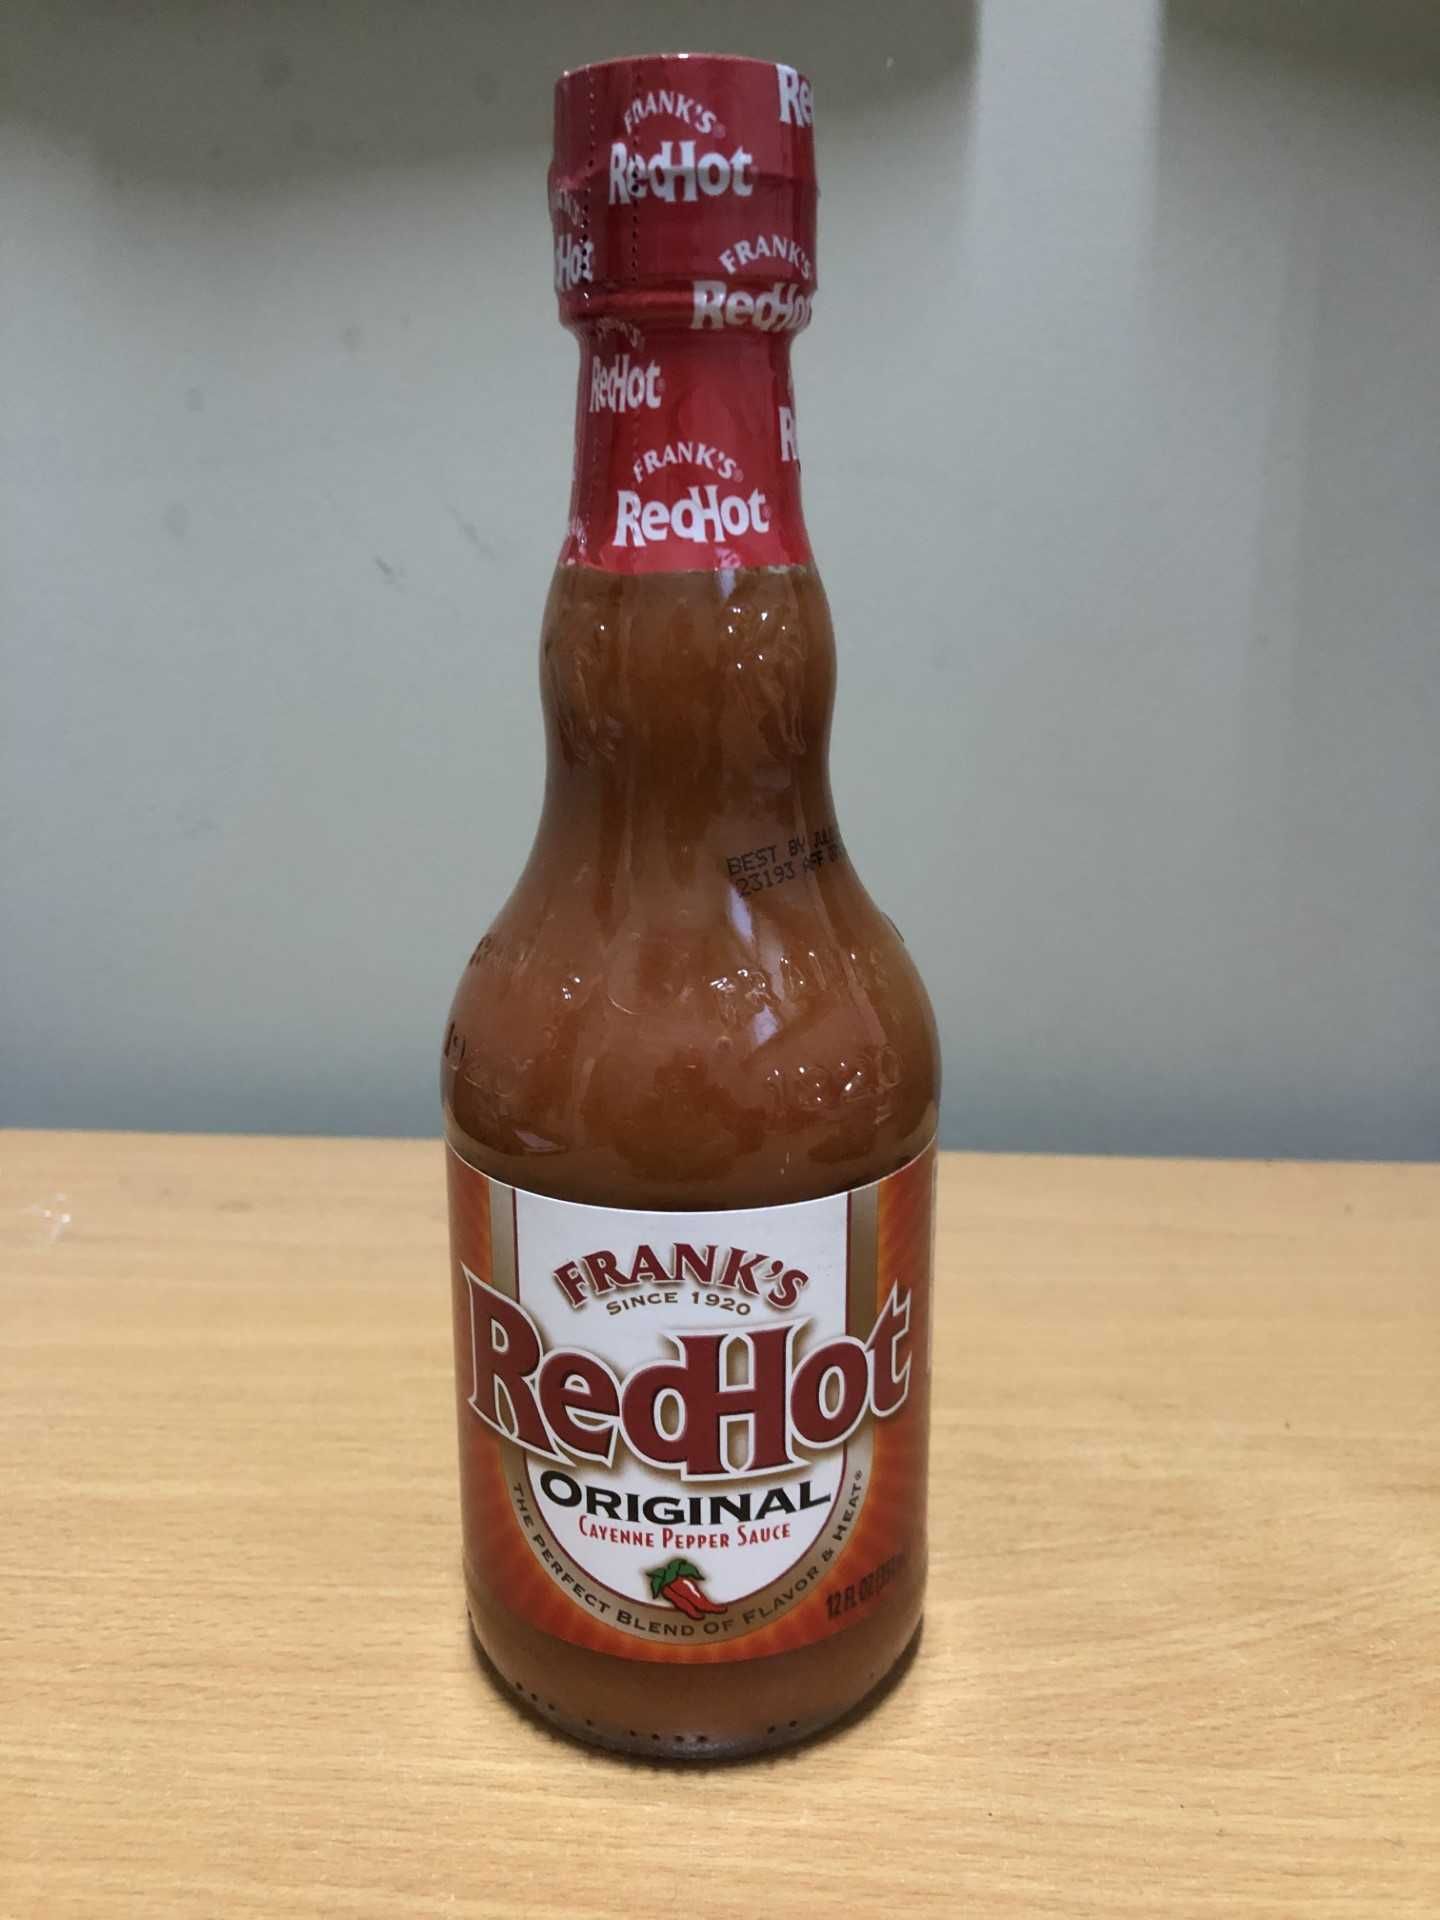 FRANK'S
RedHot
FRANK'S
RedHot
RedHot
FRANK'S
RedHot
BEST BY
23193
1920
FRANK'S
SINCE 1920
RedHot
ORIGINAL
CAYENNE PEPPER SAUCE
THE PERFECT BLEND OF FLAVOR & HEAT®
12 FL OZ